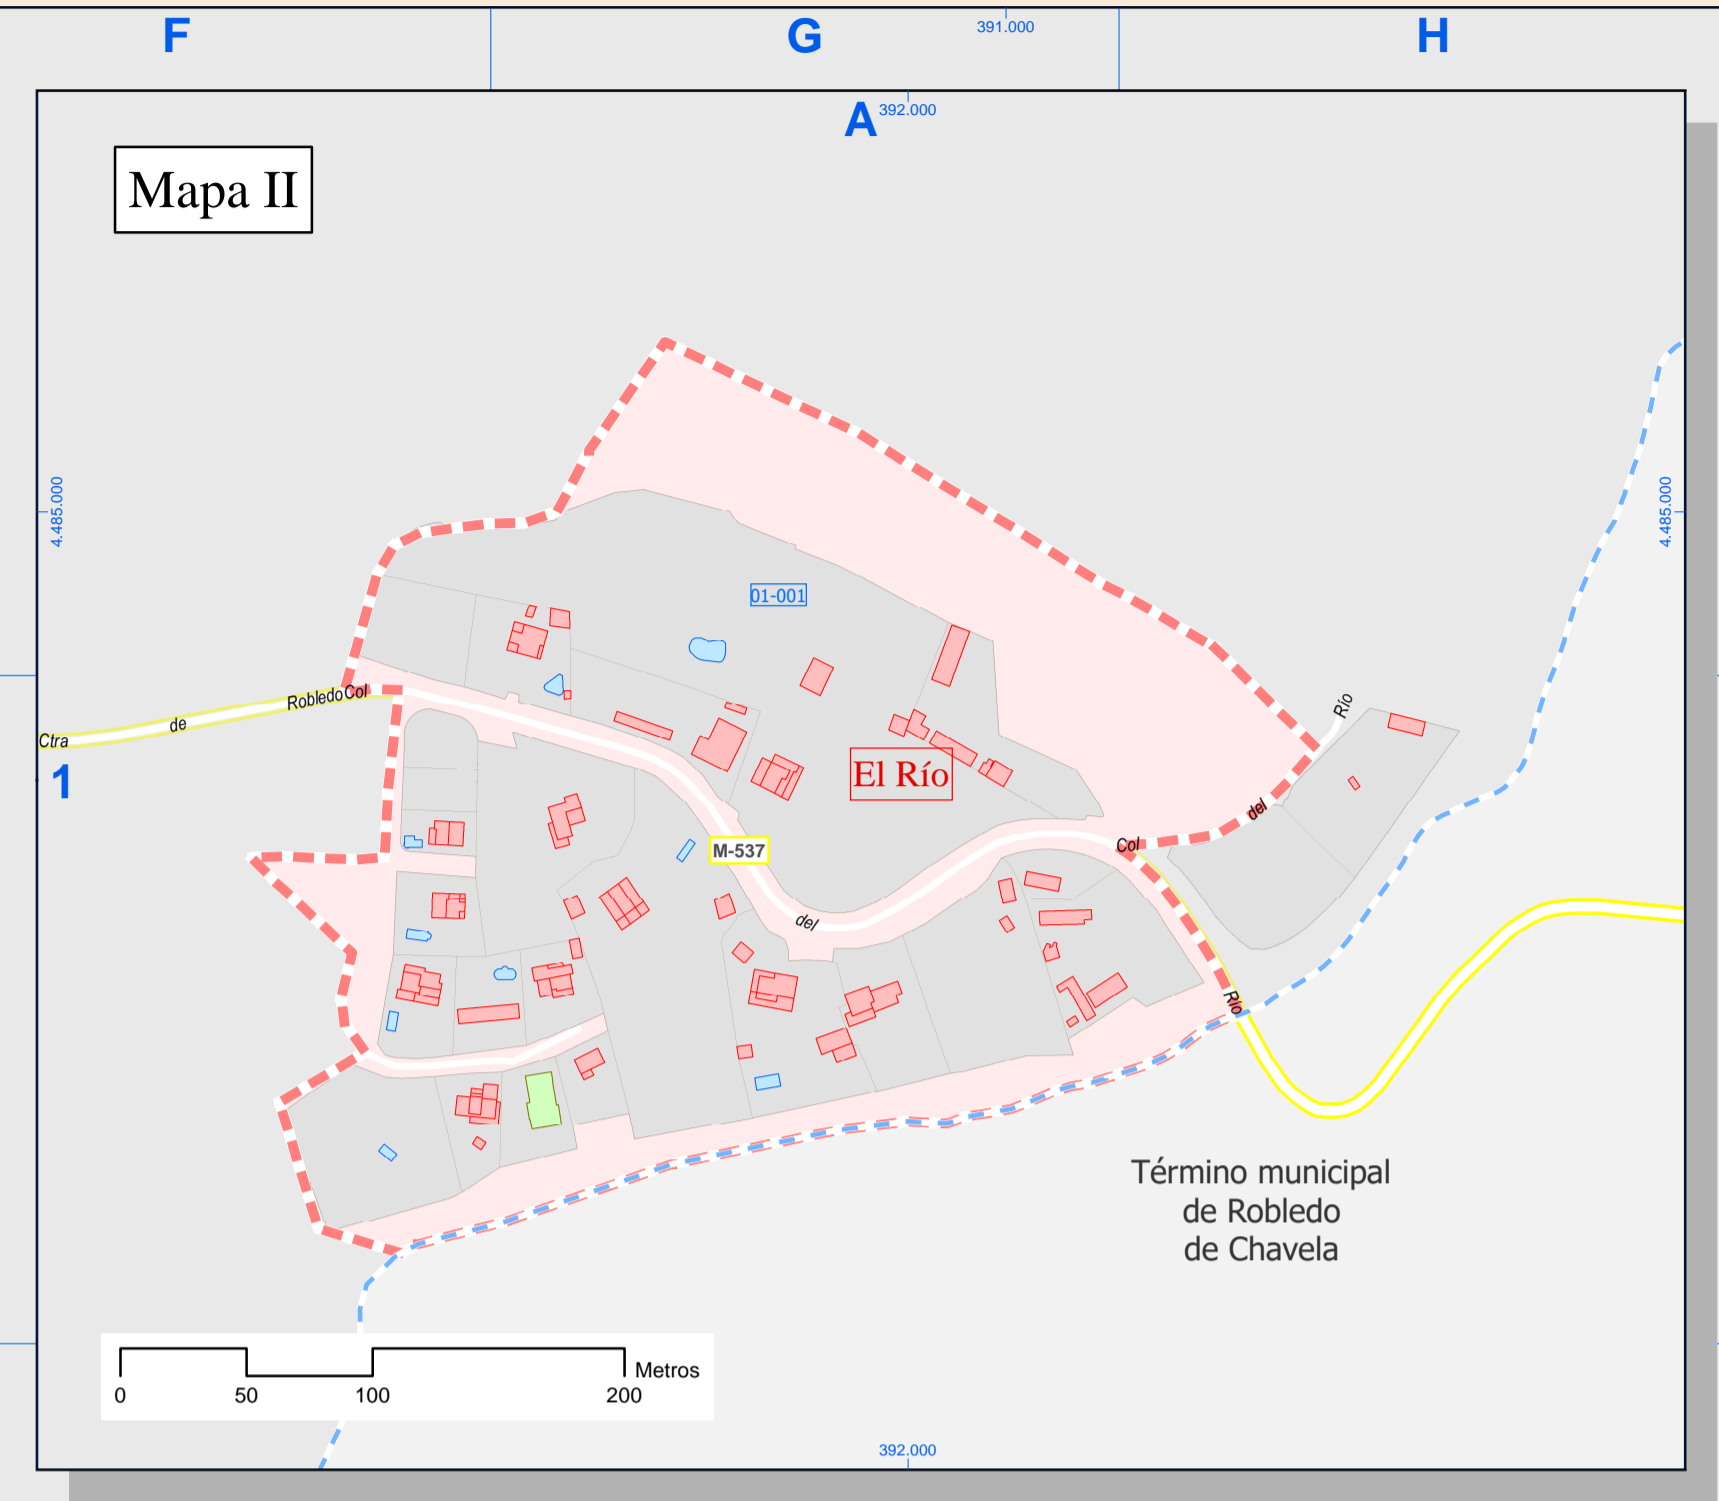 F
G
391.000
H
A
392.000
Mapa II
4.485.000
4.485.000
01-001
Ctra
de
Robledo
Col
Río
1
El Río
del
M-537
Col
del
Río
Término municipal
de Robledo
de Chavela
Metros
0
50
100
200
392.000